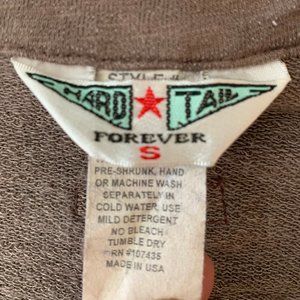 STYLE #
HARD TAIL
FOREVER
S
PRE-SHRUNK, HAND
OR MACHINE WASH
SEPARATELY IN
COLD WATER, USE
MILD DETERGENT
NO BLEACH
TUMBLE DRY
RN #107435
MADE IN USA